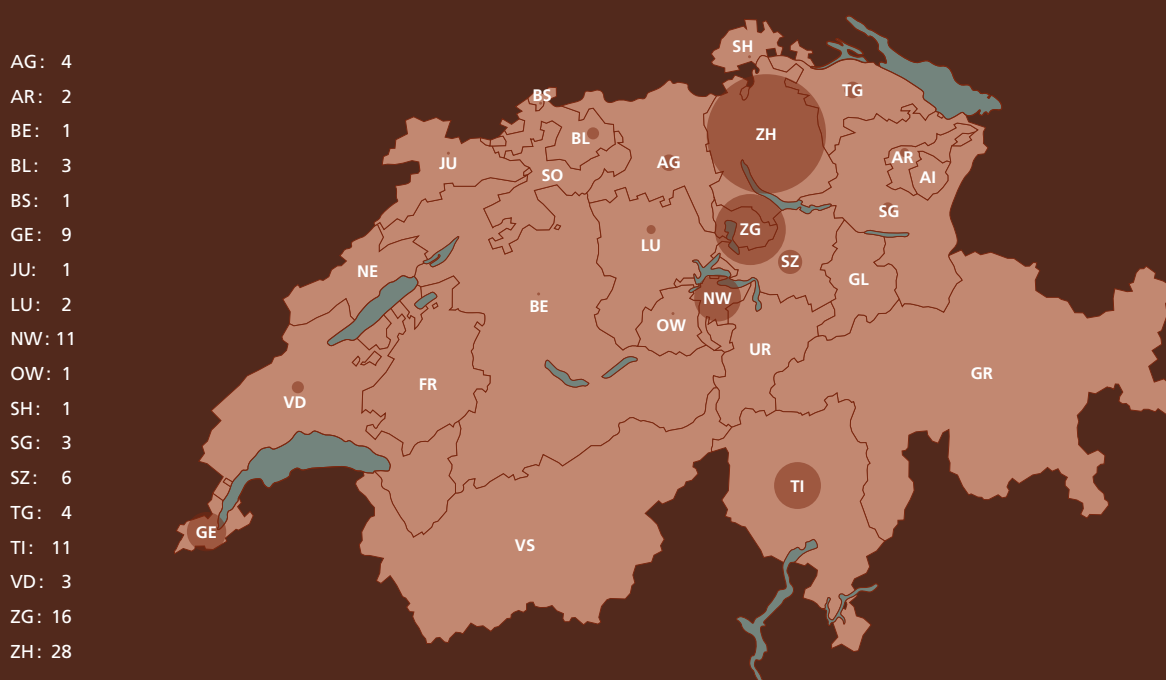 AG: 4
AR: 2
BE: 1
BL: 3
BS: 1
GE: 9
JU: 1
LU: 2
NW: 11
OW: 1
SH: 1
SG: 3
SZ: 6
TG: 4
TI: 11
VD: 3
ZG: 16
ZH: 28
SH
TG
BS
BL
ZH
JU
SO
AG
AR
AI
SG
ZG
LU
SZ
NE
GL
BE
NW
OW
UR
GR
FR
VD
TI
GE
VS